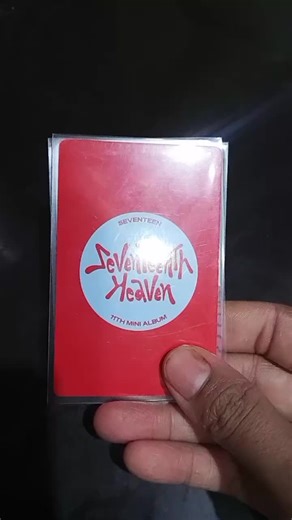 SEVENTEEN
Seventeenth
Heaven
11TH MINI ALBUM